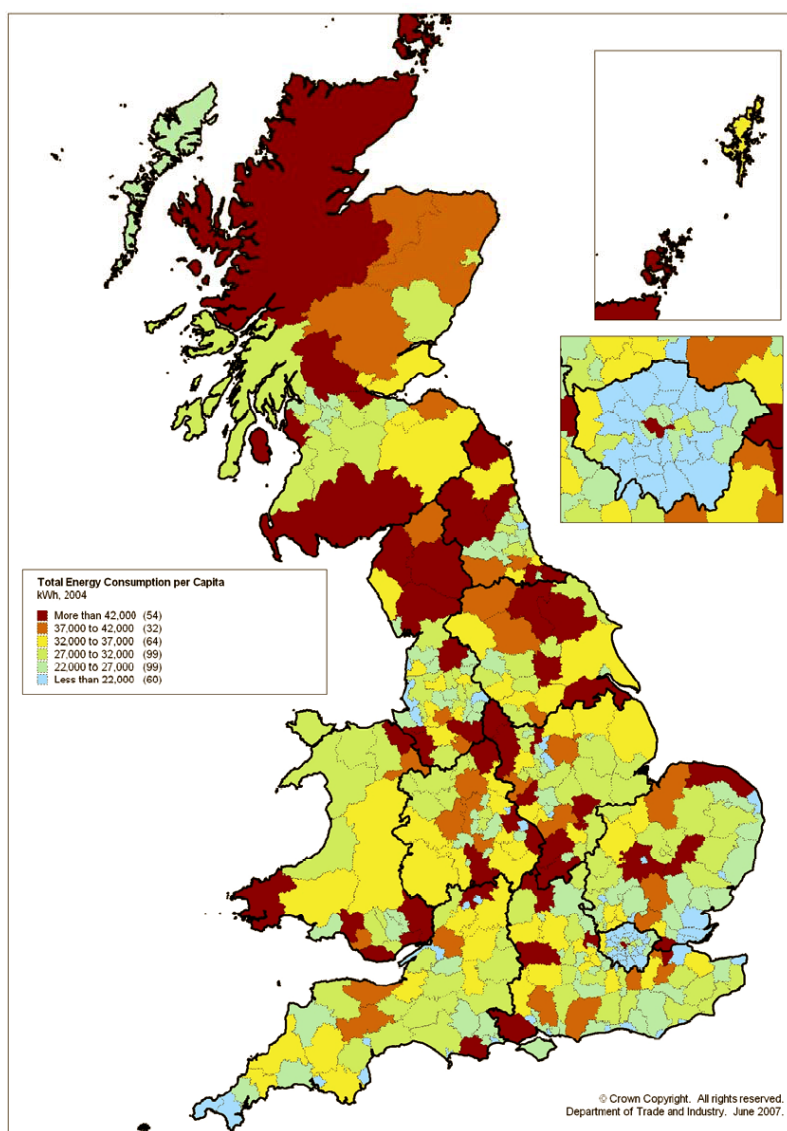 Total Energy Consumption per Capita
kWh, 2004
More than 42,000 (54)
37,000 to 42,000 (32)
32,000 to 37,000 (64)
27,000 to 32,000 (99)
22,000 to 27,000 (99)
Less than 22,000 (60)
© Crown Copyright. All rights reserved.
Department of Trade and Industry. June 2007.